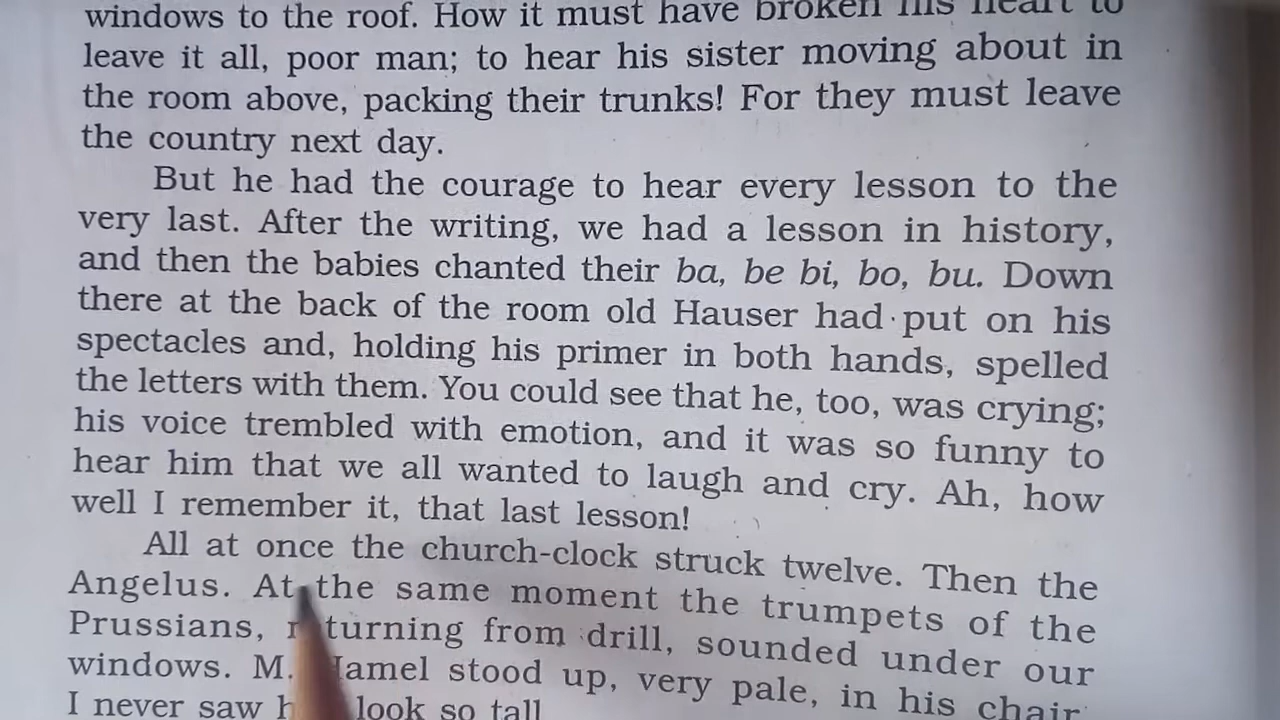 windows to the roof. How it must have broken his heart to
leave it all, poor man; to hear his sister moving about in
the room above, packing their trunks! For they must leave
the country next day.
But he had the courage to hear every lesson to the
very last. After the writing, we had a lesson in history,
and then the babies chanted their ba, be bi, bo, bu. Down
there at the back of the room old Hauser had put on his
spectacles and, holding his primer in both hands, spelled
the letters with them. You could see that he, too, was crying;
his voice trembled with emotion, and it was so funny to
hear him that we all wanted to laugh and cry. Ah, how
well I remember it, that last lesson!
All at once the church-clock struck twelve. Then the
Angelus. At the same moment the trumpets of the
Prussians, returning from drill, sounded under our
windows. M. Hamel stood up, very pale, in his chair
I never saw look so tall